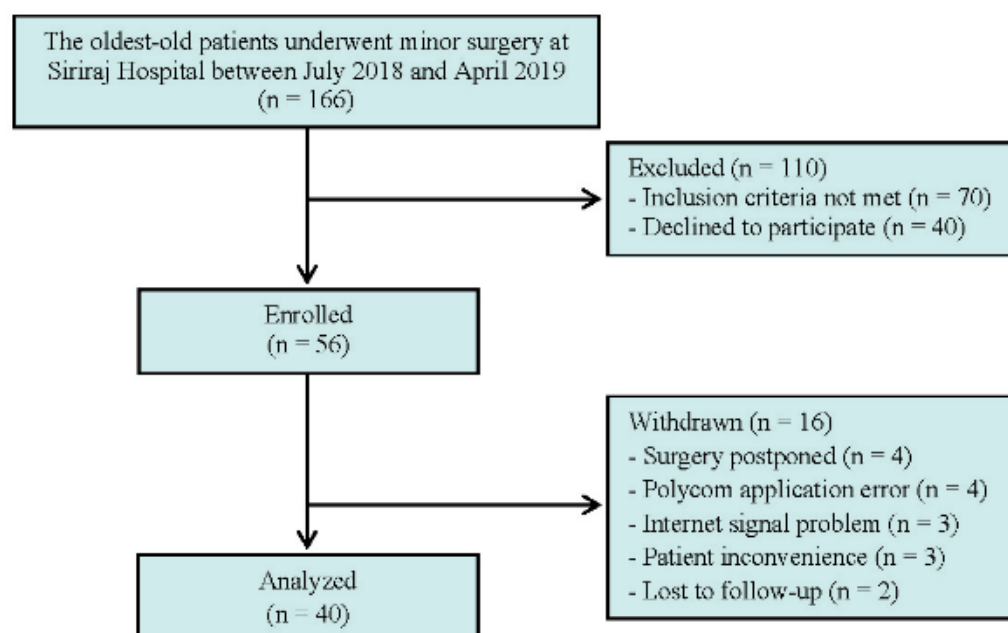 The oldest-old patients underwent minor surgery at
Siriraj Hospital between July 2018 and April 2019
(n = 166)
Excluded (n = 110)
- Inclusion criteria not met (n = 70)
- Declined to participate (n = 40)
Enrolled
(n = 56)
Withdrawn (n = 16)
- Surgery postponed (n = 4)
- Polycom application error (n = 4)
- Internet signal problem (n = 3)
- Patient inconvenience (n = 3)
- Lost to follow-up (n = 2)
Analyzed
(n = 40)